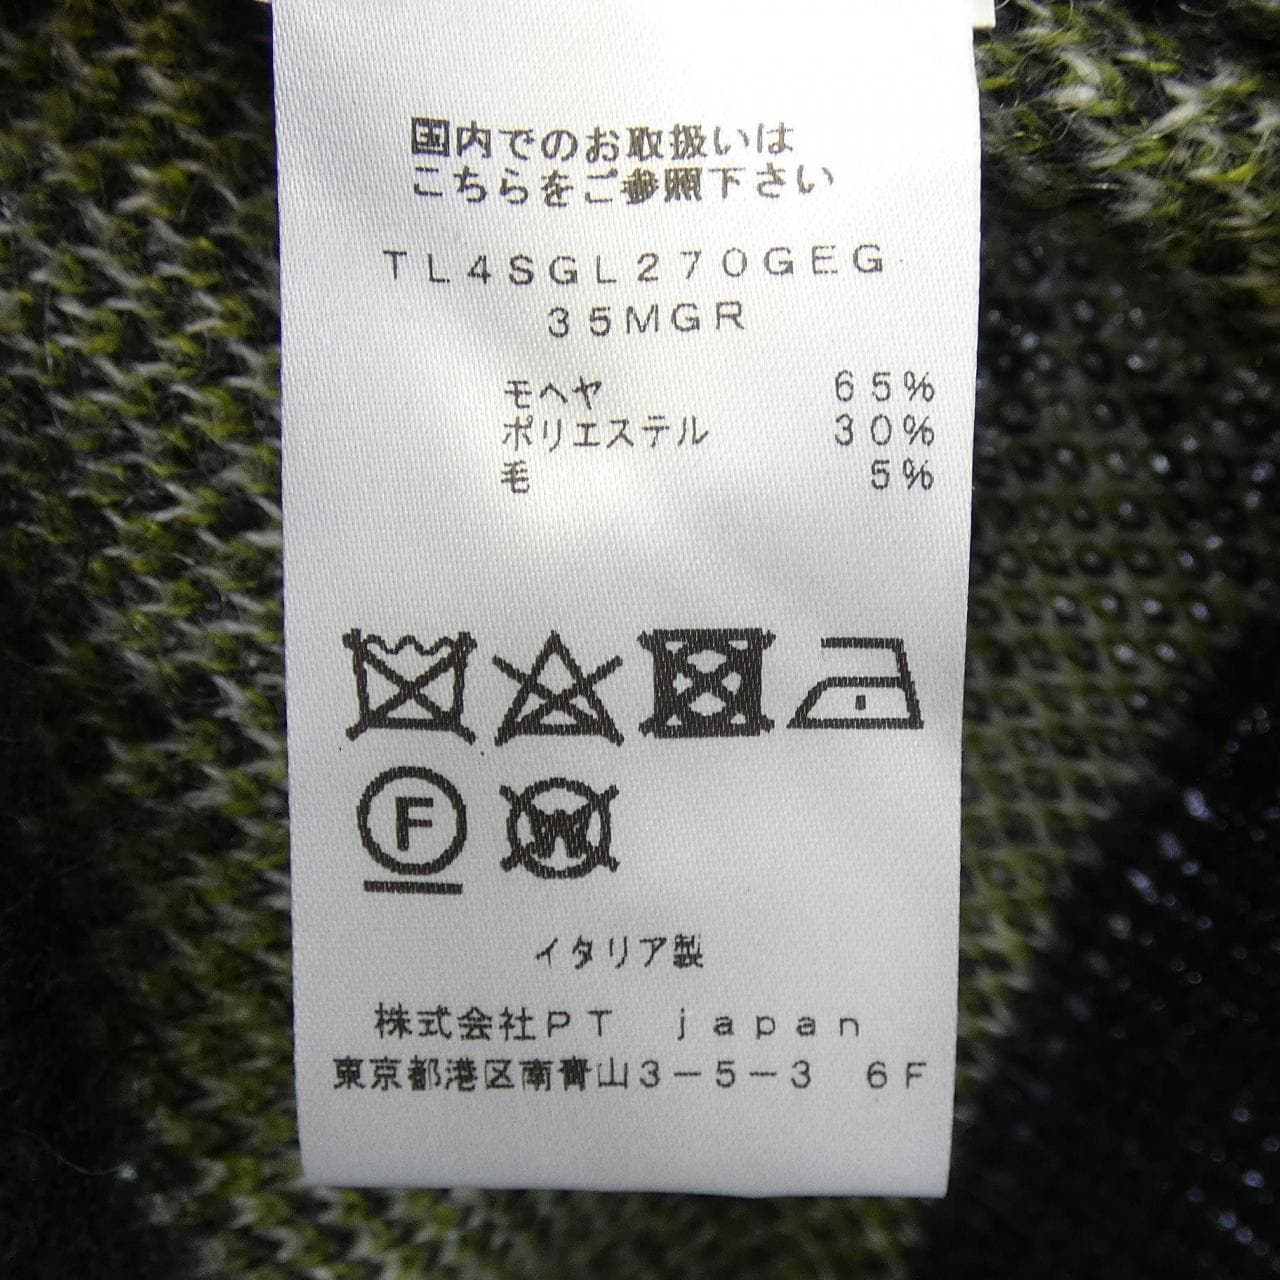 国内でのお取扱いは
こちらをご参照下さい
TL4SGL270GEG
35MGR
モヘヤ 65%
ポリエステル 30%
毛 5%
F W
イタリア製
株式会社PT japan
東京都港区南青山3-5-3 6F